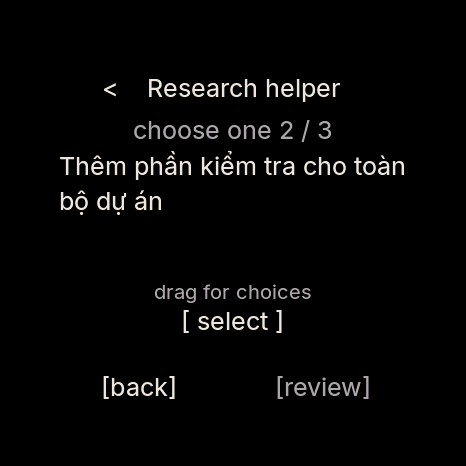 < Research helper
choose one 2 / 3
Thêm phần kiểm tra cho toàn
bộ dự án
drag for choices
[ select ]
[back] [review]